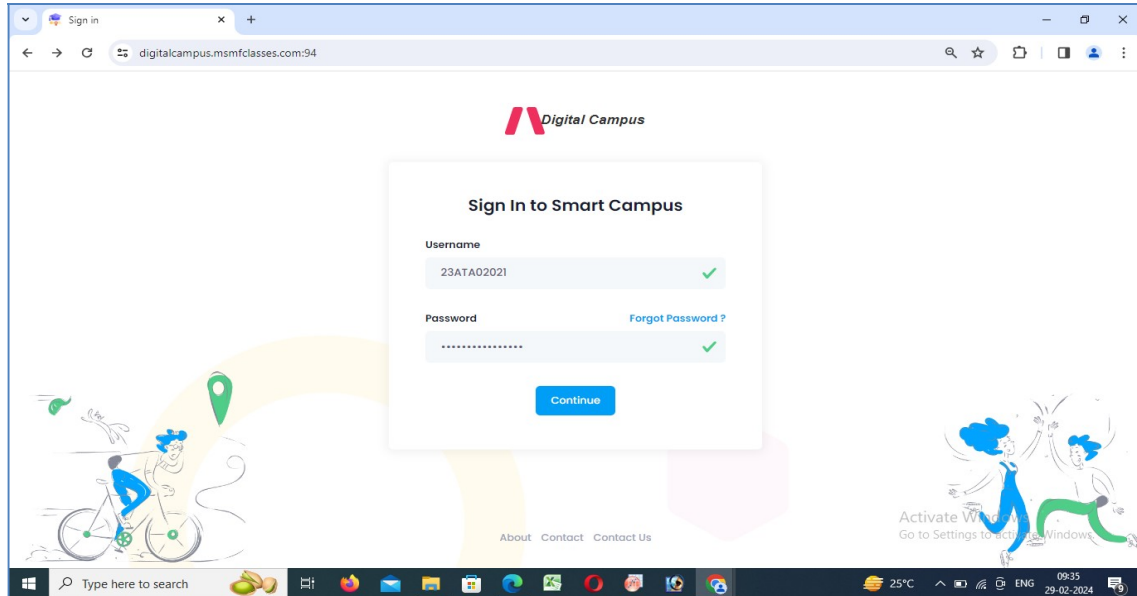 Sign in
digitalcampus.msmfclasses.com:94
Digital Campus
Sign In to Smart Campus
Username
23ATA02021
Password Forgot Password ?
Continue
Activate Windows
Go to Settings to activate Windows.
About Contact Contact Us
Type here to search
25°C
ENG
09:35
29-02-2024
9